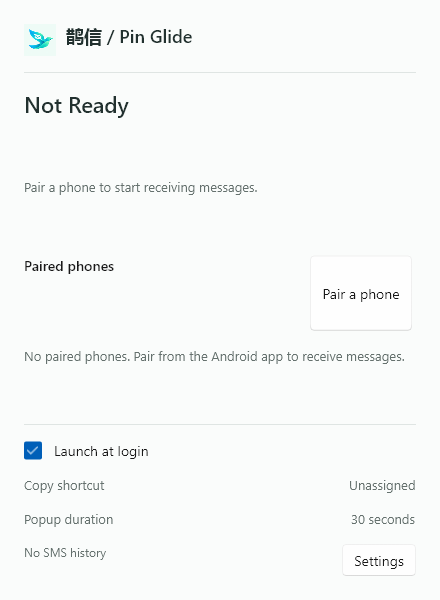 鹊信 / Pin Glide
Not Ready
Pair a phone to start receiving messages.
Paired phones
Pair a phone
No paired phones. Pair from the Android app to receive messages.
Launch at login
Copy shortcut
Unassigned
Popup duration
30 seconds
No SMS history
Settings